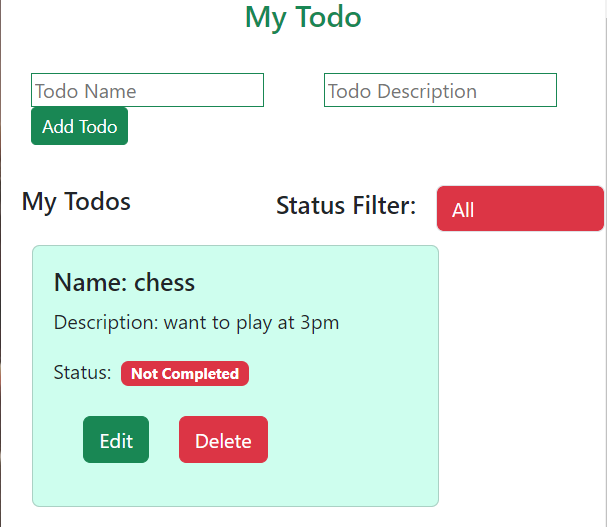 My Todo
Todo Name Todo Description
Add Todo
My Todos Status Filter: All
Name: chess
Description: want to play at 3pm
Status: Not Completed
Edit Delete